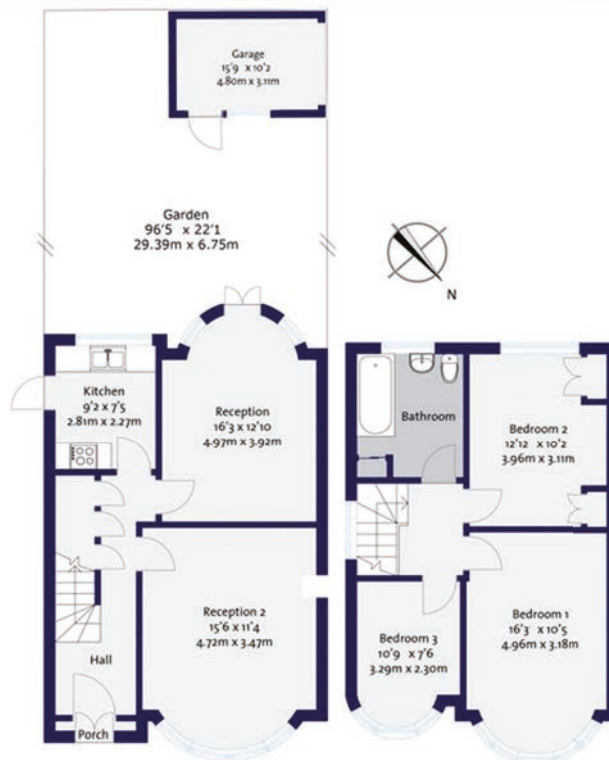 Garage
15'9 x 10'2
4.80m x 3.11m
Garden
96'5 x 22'1
29.39m x 6.75m
N
Kitchen
9'2 x 7'5
2.81m x 2.27m
Reception
16'3 x 12'10
4.97m x 3.92m
Bathroom
Bedroom 2
12'12 x 10'2
3.96m x 3.11m
Reception 2
15'6 x 11'4
4.72m x 3.47m
Hall
Porch
Bedroom 3
10'9 x 7'6
3.29m x 2.30m
Bedroom 1
16'3 x 10'5
4.96m x 3.18m